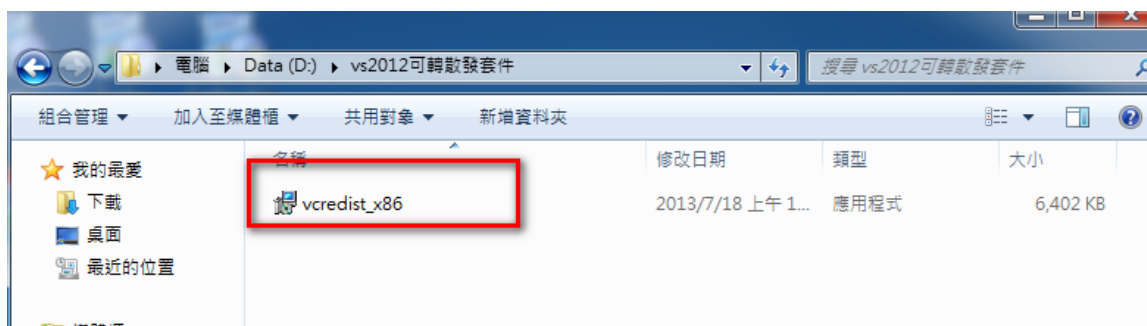 電腦 ▸ Data (D:) ▸ vs2012可轉散發套件
搜尋 vs2012可轉散發套件
組合管理 加入至媒體櫃 共用對象 新增資料夾
我的最愛
下載
桌面
最近的位置
名稱 修改日期 類型 大小
vcredist_x86 2013/7/18 上午 1... 應用程式 6,402 KB